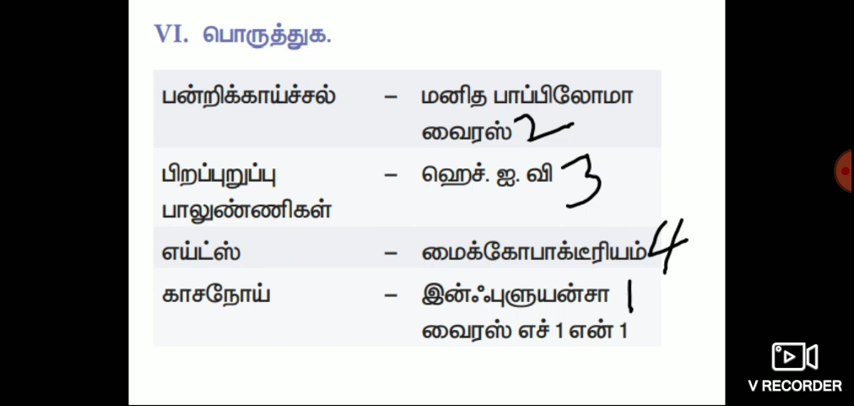 VI. பொருத்துக.
பன்றிக்காய்ச்சல் – மனித பாப்பிலோமா
வைரஸ் 2
பிறப்புறுப்பு – ஹெச். ஐ. வி 3
பாலுண்ணிகள்
எய்ட்ஸ் – மைக்கோபாக்டீரியம் 4
காசநோய் – இன்ஃபுளுயன்சா 1
வைரஸ் எச் 1 என் 1
V RECORDER